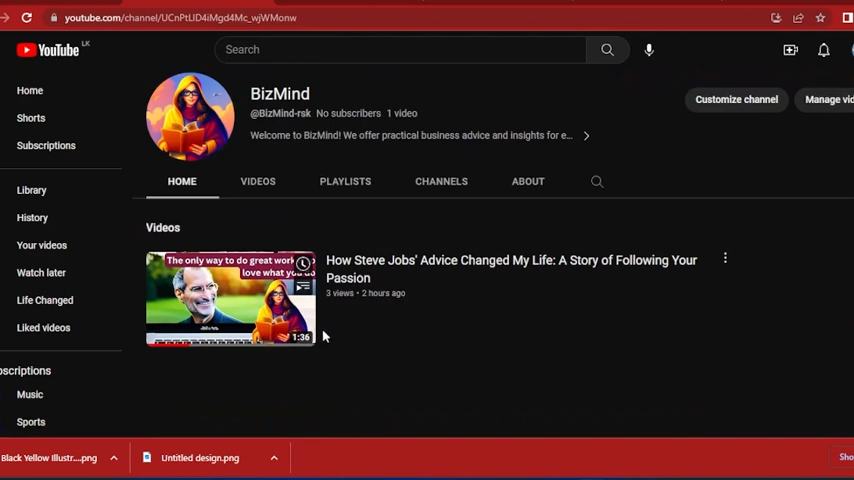 youtube.com/channel/UCnPtLlD4iMgd4Mc_wjWMonw
YouTube LK
Search
Home
Shorts
Subscriptions
Library
History
Your videos
Watch later
Life Changed
Liked videos
scriptions
Music
Sports
BizMind
@BizMind-rsk No subscribers 1 video
Welcome to BizMind! We offer practical business advice and insights for e...
Customize channel
Manage vid
HOME VIDEOS PLAYLISTS CHANNELS ABOUT
Videos
The only way to do great work
love what you do
1:36
How Steve Jobs' Advice Changed My Life: A Story of Following Your
Passion
3 views • 2 hours ago
Black Yellow Illustr....png
Untitled design.png
Sho